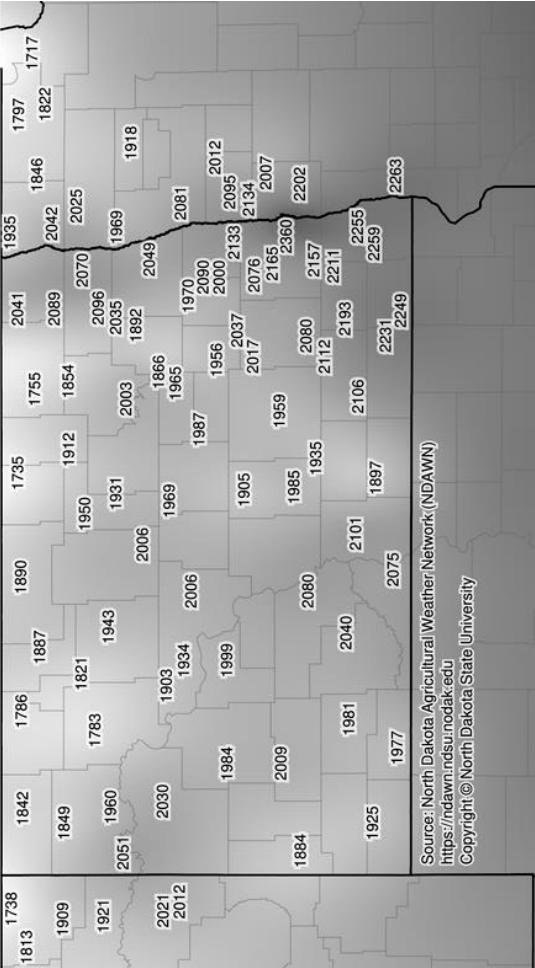 1738 1842 1786 1890 1735 2041 1935 1797
1813 1887 1755 1846 1717
1909 1849 1912 1854 2089 2042 1822
1821 1950 2070 2025
1921 1960 1783 1943 1931 2096
2051 2003 2035 1969
2006 1892 2049 1918
2021 2030 1903 1969 1866
2012 1934 2006 1965 1970 2081
1987 2090
1984 1999 1956 2000 2012
1905 2037 2133 2095
2017 2076 2134
2009 1959 2165 2007
1884 1985 2360 2202
2080 1935 2080 2157
2112 2211
1981 2040 2101 2106 2193 2255
1925 1897 2259
1977 2075 2231 2249 2263
Source: North Dakota Agricultural Weather Network (NDAWN)
https://ndawn.ndsu.nodak.edu
Copyright © North Dakota State University